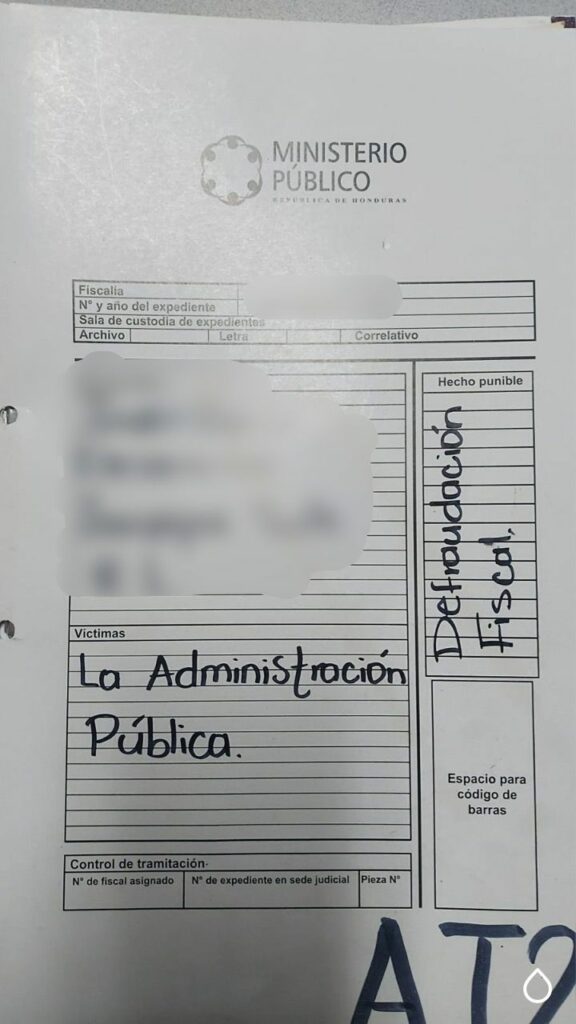 MINISTERIO
PÚBLICO
REPÚBLICA DE HONDURAS
Fiscalía
N° y año del expediente
Sala de custodia de expedientes
Archivo Letra Correlativo
Hecho punible
Defraudación
Fiscal.
Víctimas
La Administración
Pública.
Espacio para
código de
barras
Control de tramitación
N° de fiscal asignado N° de expediente en sede judicial Pieza N°
AT2